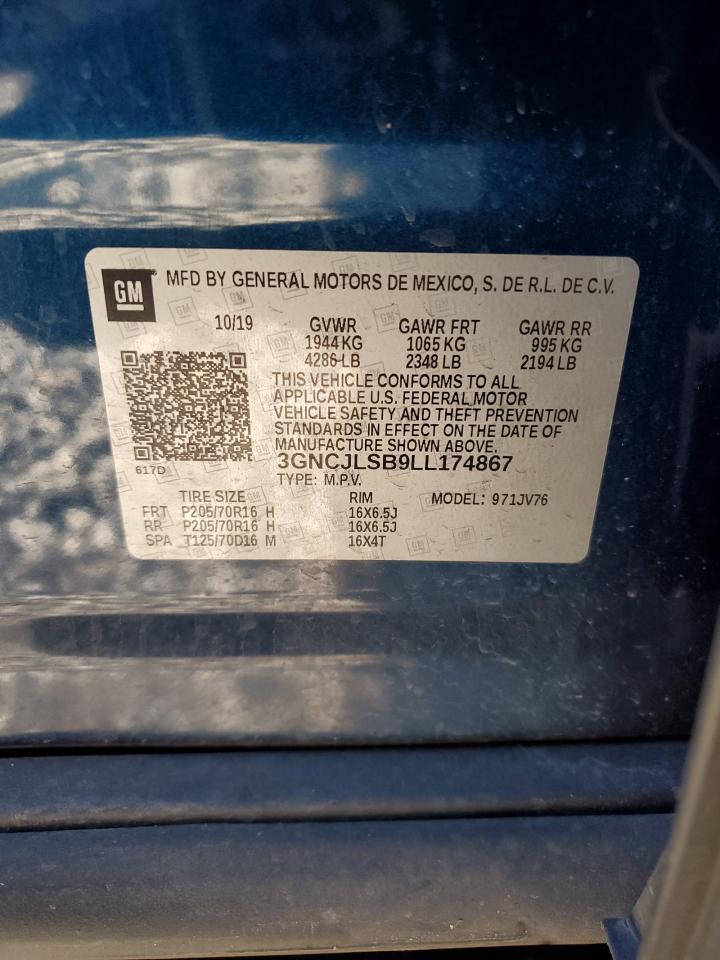 GM
MFD BY GENERAL MOTORS DE MEXICO, S. DE R.L. DE C.V.
10/19 GVWR GAWR FRT GAWR RR
1944 KG 1065 KG 995 KG
4286 LB 2348 LB 2194 LB
THIS VEHICLE CONFORMS TO ALL
APPLICABLE U.S. FEDERAL MOTOR
VEHICLE SAFETY AND THEFT PREVENTION
STANDARDS IN EFFECT ON THE DATE OF
MANUFACTURE SHOWN ABOVE.
3GNCJLSB9LL174867
617D
TYPE: M.P.V.
TIRE SIZE RIM MODEL: 971JV76
FRT P205/70R16 H 16X6.5J
RR P205/70R16 H 16X6.5J
SPA T125/70D16 M 16X4T